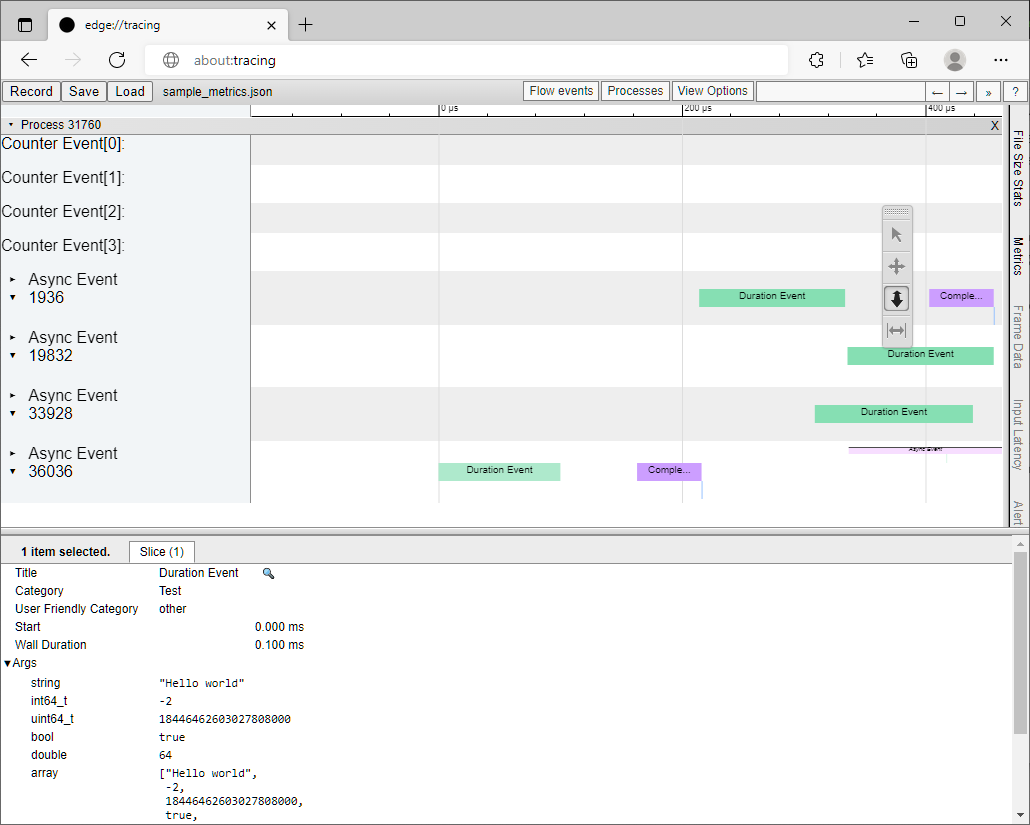 edge://tracing
about:tracing
Record Save Load sample_metrics.json Flow events Processes View Options ← → » ?
0 µs 200 µs 400 µs
Process 31760 X
Counter Event[0]:
Counter Event[1]:
Counter Event[2]:
Counter Event[3]:
Async Event
1936 Duration Event Comple...
Async Event
19832 Duration Event
Async Event
33928 Duration Event
Async Event Async Event
36036 Duration Event Comple...
File Size Stats
Metrics
Frame Data
Input Latency
Alert
1 item selected. Slice (1)
Title Duration Event
Category Test
User Friendly Category other
Start 0.000 ms
Wall Duration 0.100 ms
Args
string "Hello world"
int64_t -2
uint64_t 18446462603027808000
bool true
double 64
array ["Hello world",
-2,
18446462603027808000,
true,